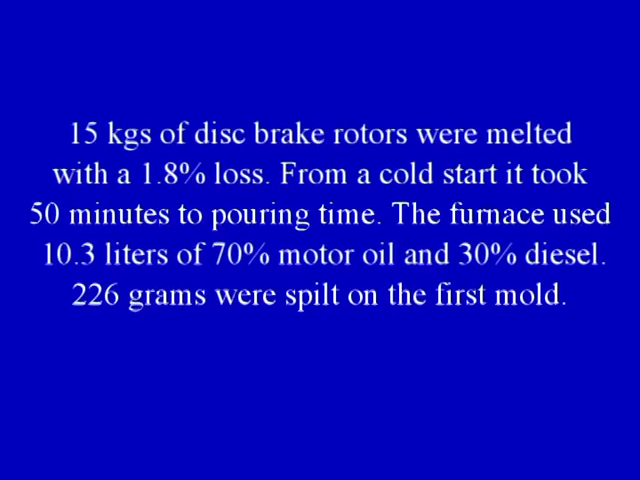 15 kgs of disc brake rotors were melted
with a 1.8% loss. From a cold start it took
50 minutes to pouring time. The furnace used
10.3 liters of 70% motor oil and 30% diesel.
226 grams were spilt on the first mold.